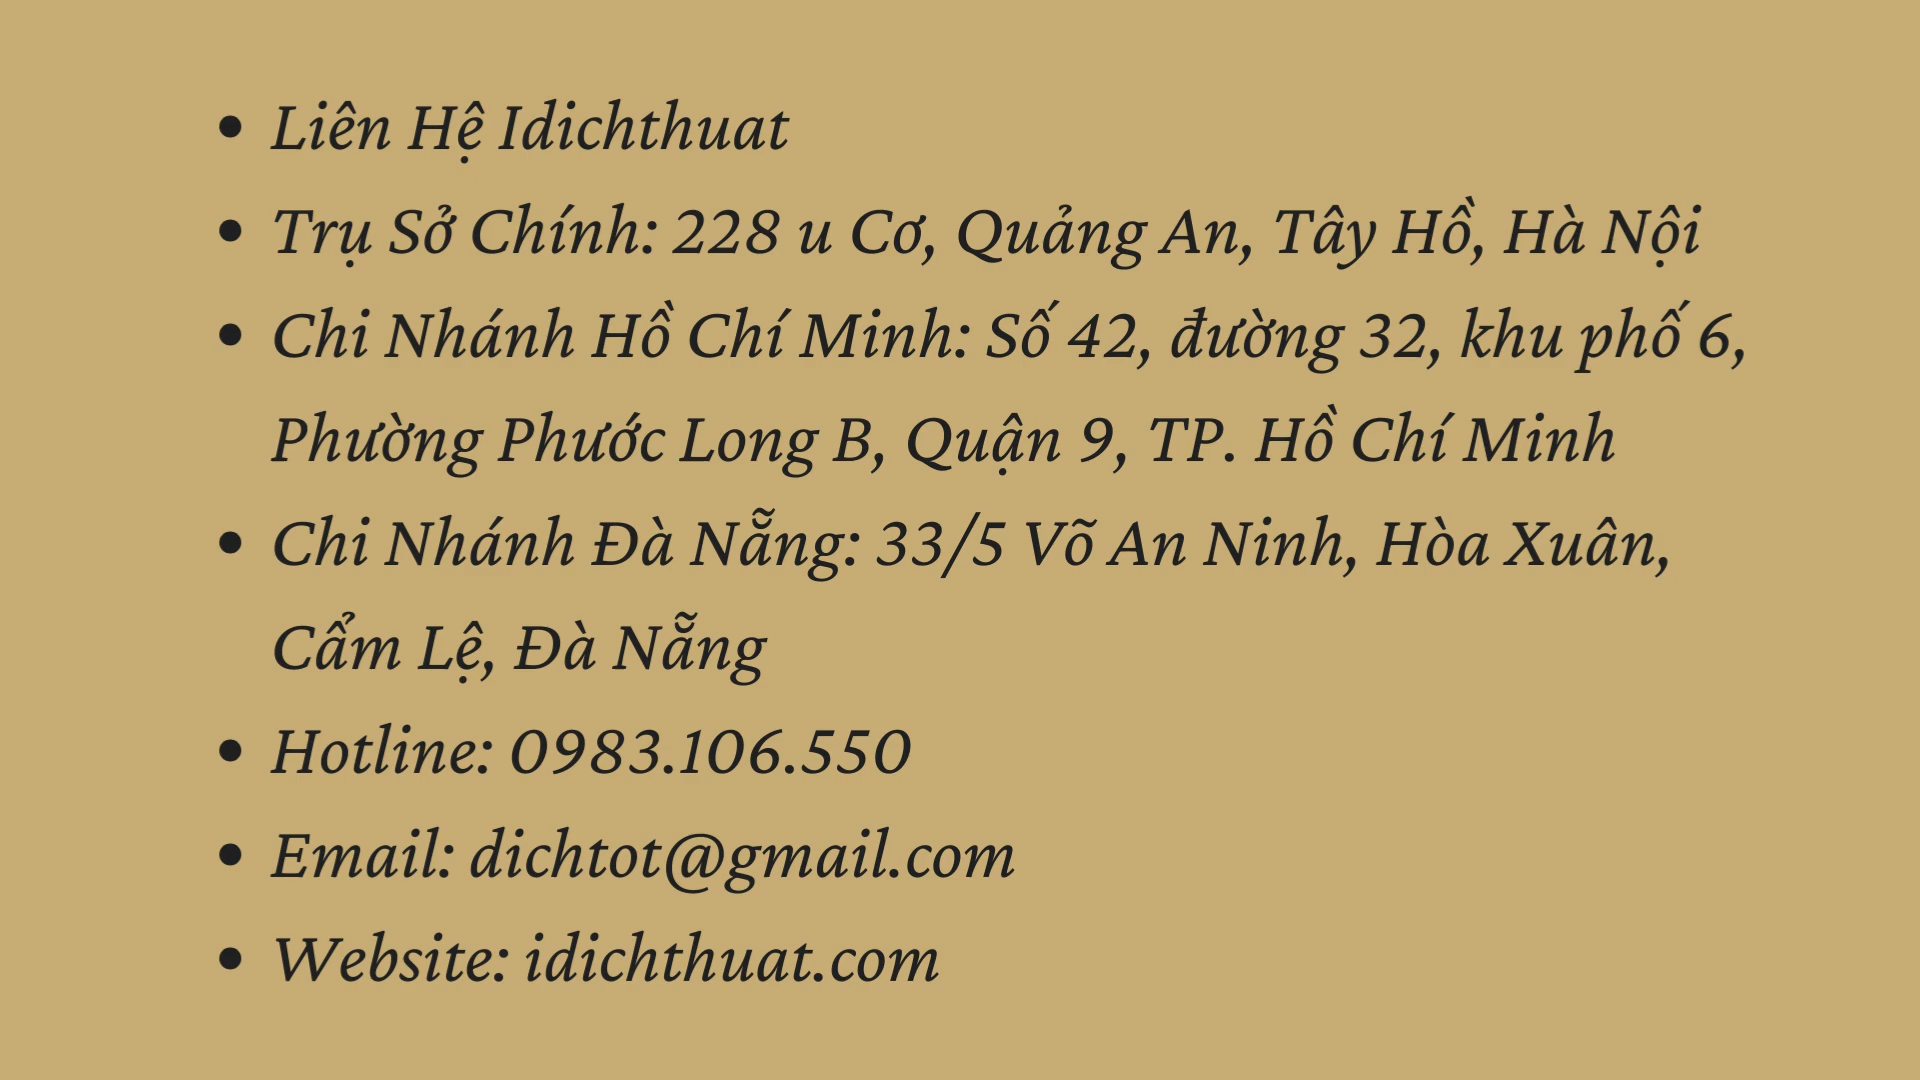 • Liên Hệ Idichthuat
• Trụ Sở Chính: 228 u Cơ, Quảng An, Tây Hồ, Hà Nội
• Chi Nhánh Hồ Chí Minh: Số 42, đường 32, khu phố 6,
Phường Phước Long B, Quận 9, TP. Hồ Chí Minh
• Chi Nhánh Đà Nẵng: 33/5 Võ An Ninh, Hòa Xuân,
Cẩm Lệ, Đà Nẵng
• Hotline: 0983.106.550
• Email: dichtot@gmail.com
• Website: idichthuat.com